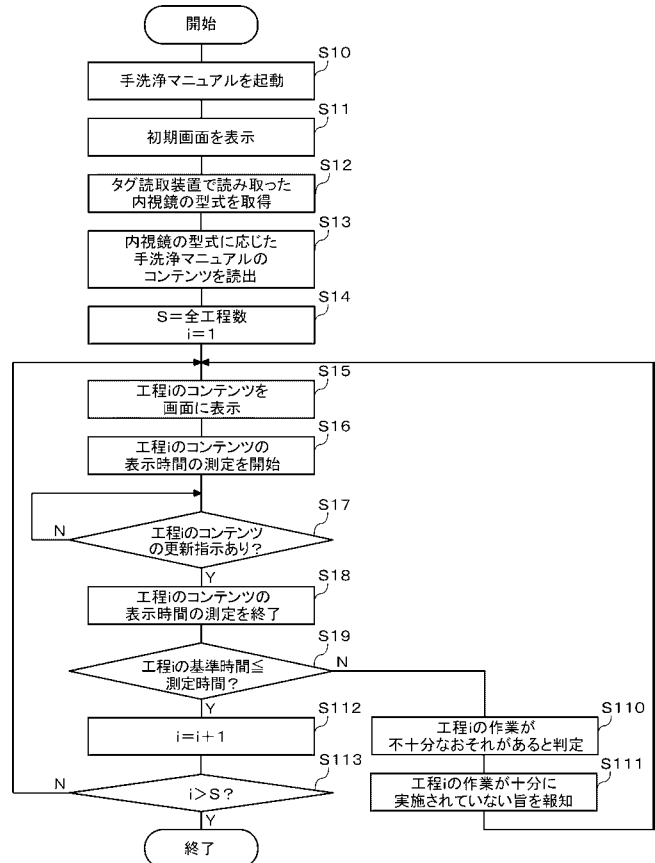 開始
S10
手洗浄マニュアルを起動
S11
初期画面を表示
S12
タグ読取装置で読み取った
内視鏡の型式を取得
S13
内視鏡の型式に応じた
手洗浄マニュアルの
コンテンツを読出
S14
S=全工程数
i=1
S15
工程iのコンテンツを
画面に表示
S16
工程iのコンテンツの
表示時間の測定を開始
S17
N
工程iのコンテンツ
の更新指示あり?
Y
S18
工程iのコンテンツの
表示時間の測定を終了
S19
N
工程iの基準時間≦
測定時間?
Y
S112
i=i+1
S110
工程iの作業が
不十分なおそれがあると判定
S113
N
i>S?
Y
S111
工程iの作業が十分に
実施されていない旨を報知
終了